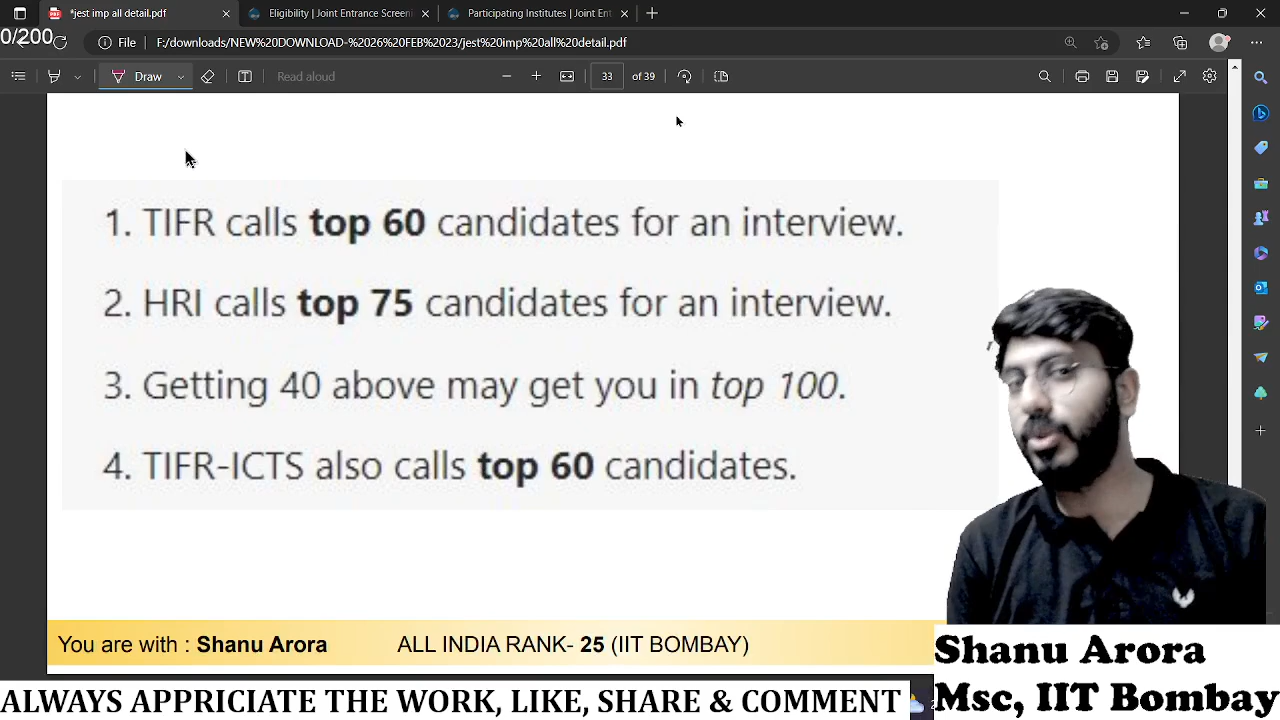 *jest imp all detail.pdf
Eligibility | Joint Entrance Screeni
Participating Institutes | Joint Ent
0/200
File
F:/downloads/NEW%20DOWNLOAD-%2026%20FEB%2023/jest%20imp%20all%20detail.pdf
Draw
Read aloud
33 of 39
1. TIFR calls top 60 candidates for an interview.
2. HRI calls top 75 candidates for an interview.
3. Getting 40 above may get you in top 100.
4. TIFR-ICTS also calls top 60 candidates.
You are with : Shanu Arora ALL INDIA RANK- 25 (IIT BOMBAY)
Shanu Arora
Msc, IIT Bombay
ALWAYS APPRICIATE THE WORK, LIKE, SHARE & COMMENT